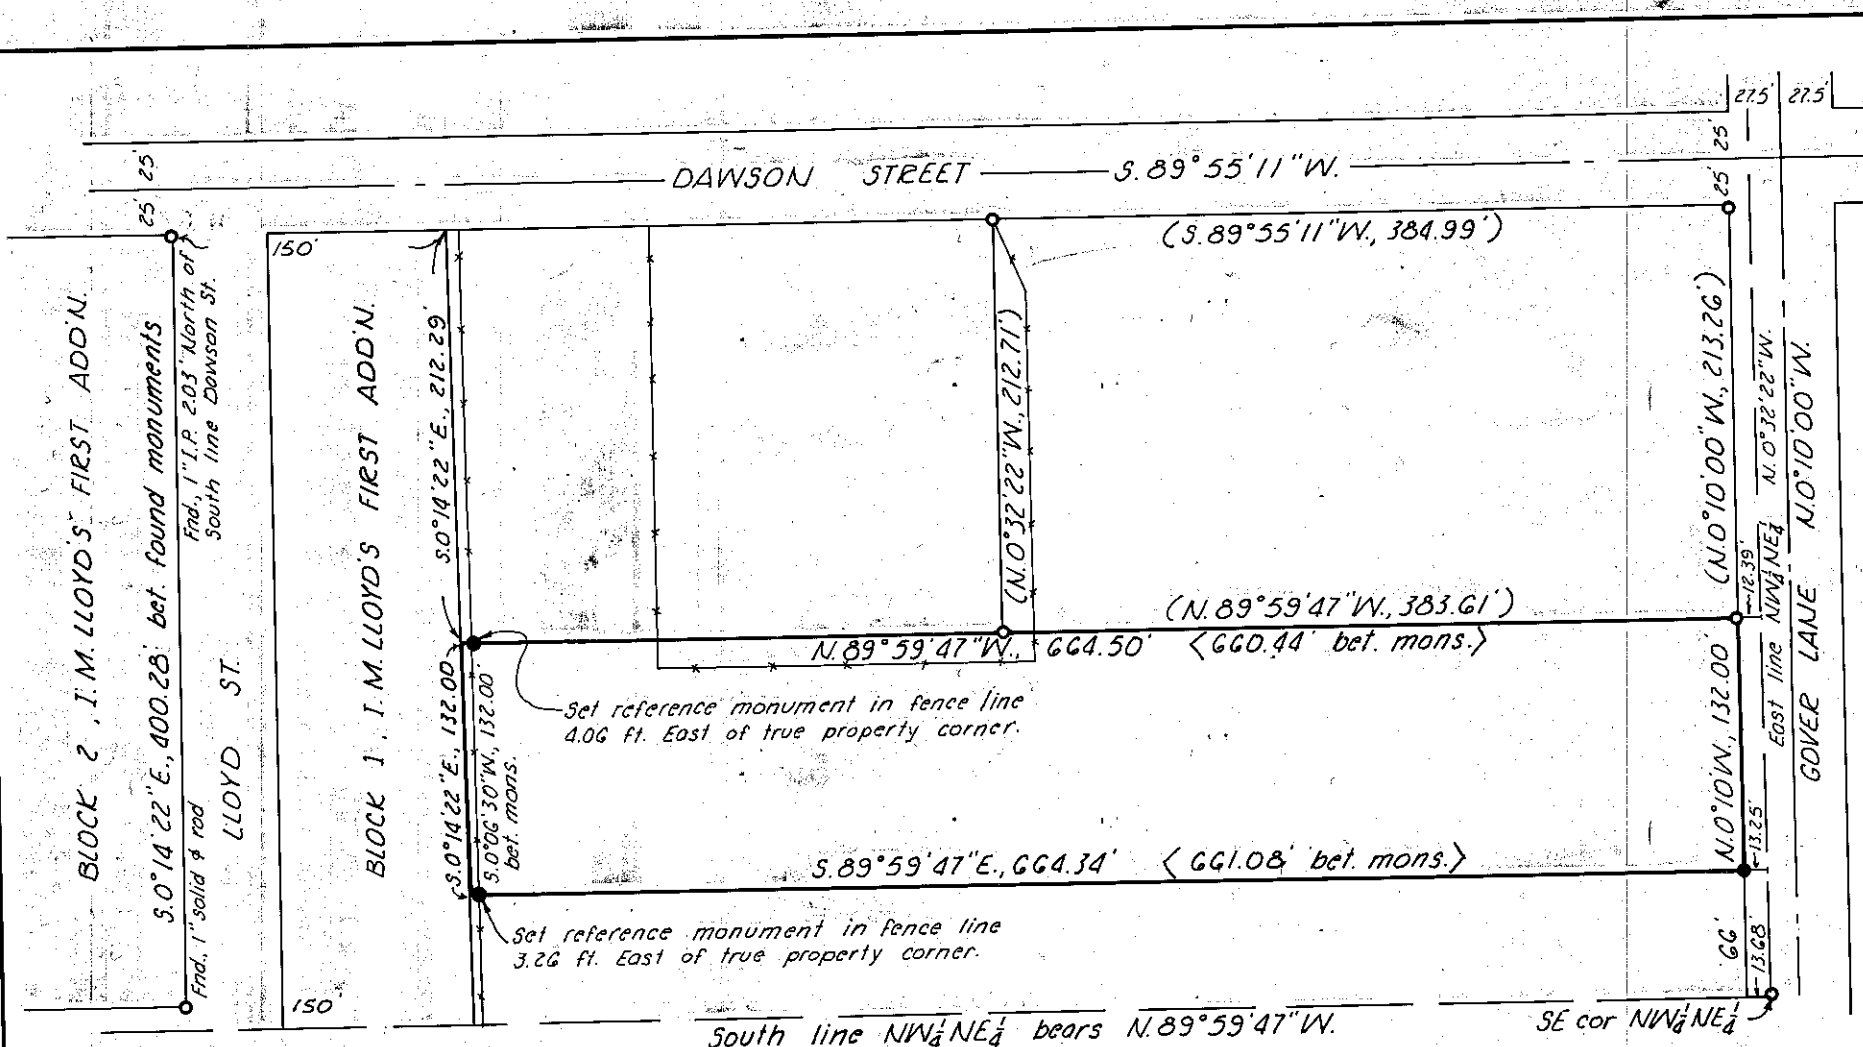 27.5' 27.5'
25' 25'
25' 25'
DAWSON STREET S.89°55'11"W.
(S.89°55'11"W., 384.99')
150'
BLOCK 2, I.M. LLOYD'S FIRST ADD'N.
S.0°14'22"E., 400.28' bet. found monuments
Fnd., 1" I.P. 2.03' North of
South line Dawson St.
Fnd., 1" solid ϕ rod
LLOYD ST.
BLOCK 1, I.M. LLOYD'S FIRST ADD'N.
S.0°14'22"E., 212.29'
(N.0°32'22"W., 212.71')
(N.0°10'00"W., 213.26')
N.0°32'22"W.
East line NW¼NE¼
GOVER LANE N.0°10'00"W.
12.39'
(N.89°59'47"W., 383.61')
N.89°59'47"W., 664.50' <660.44' bet. mons.>
Set reference monument in fence line
4.06 ft. East of true property corner.
S.0°14'22"E., 132.00'
S.0°06'30"W., 132.00'
bet. mons.
N.0°10'W., 132.00'
13.25'
S.89°59'47"E., 664.34' <661.08' bet. mons.>
Set reference monument in fence line
3.26 ft. East of true property corner.
66'
13.68'
150'
South line NW¼NE¼ bears N.89°59'47"W.
SE cor NW¼NE¼